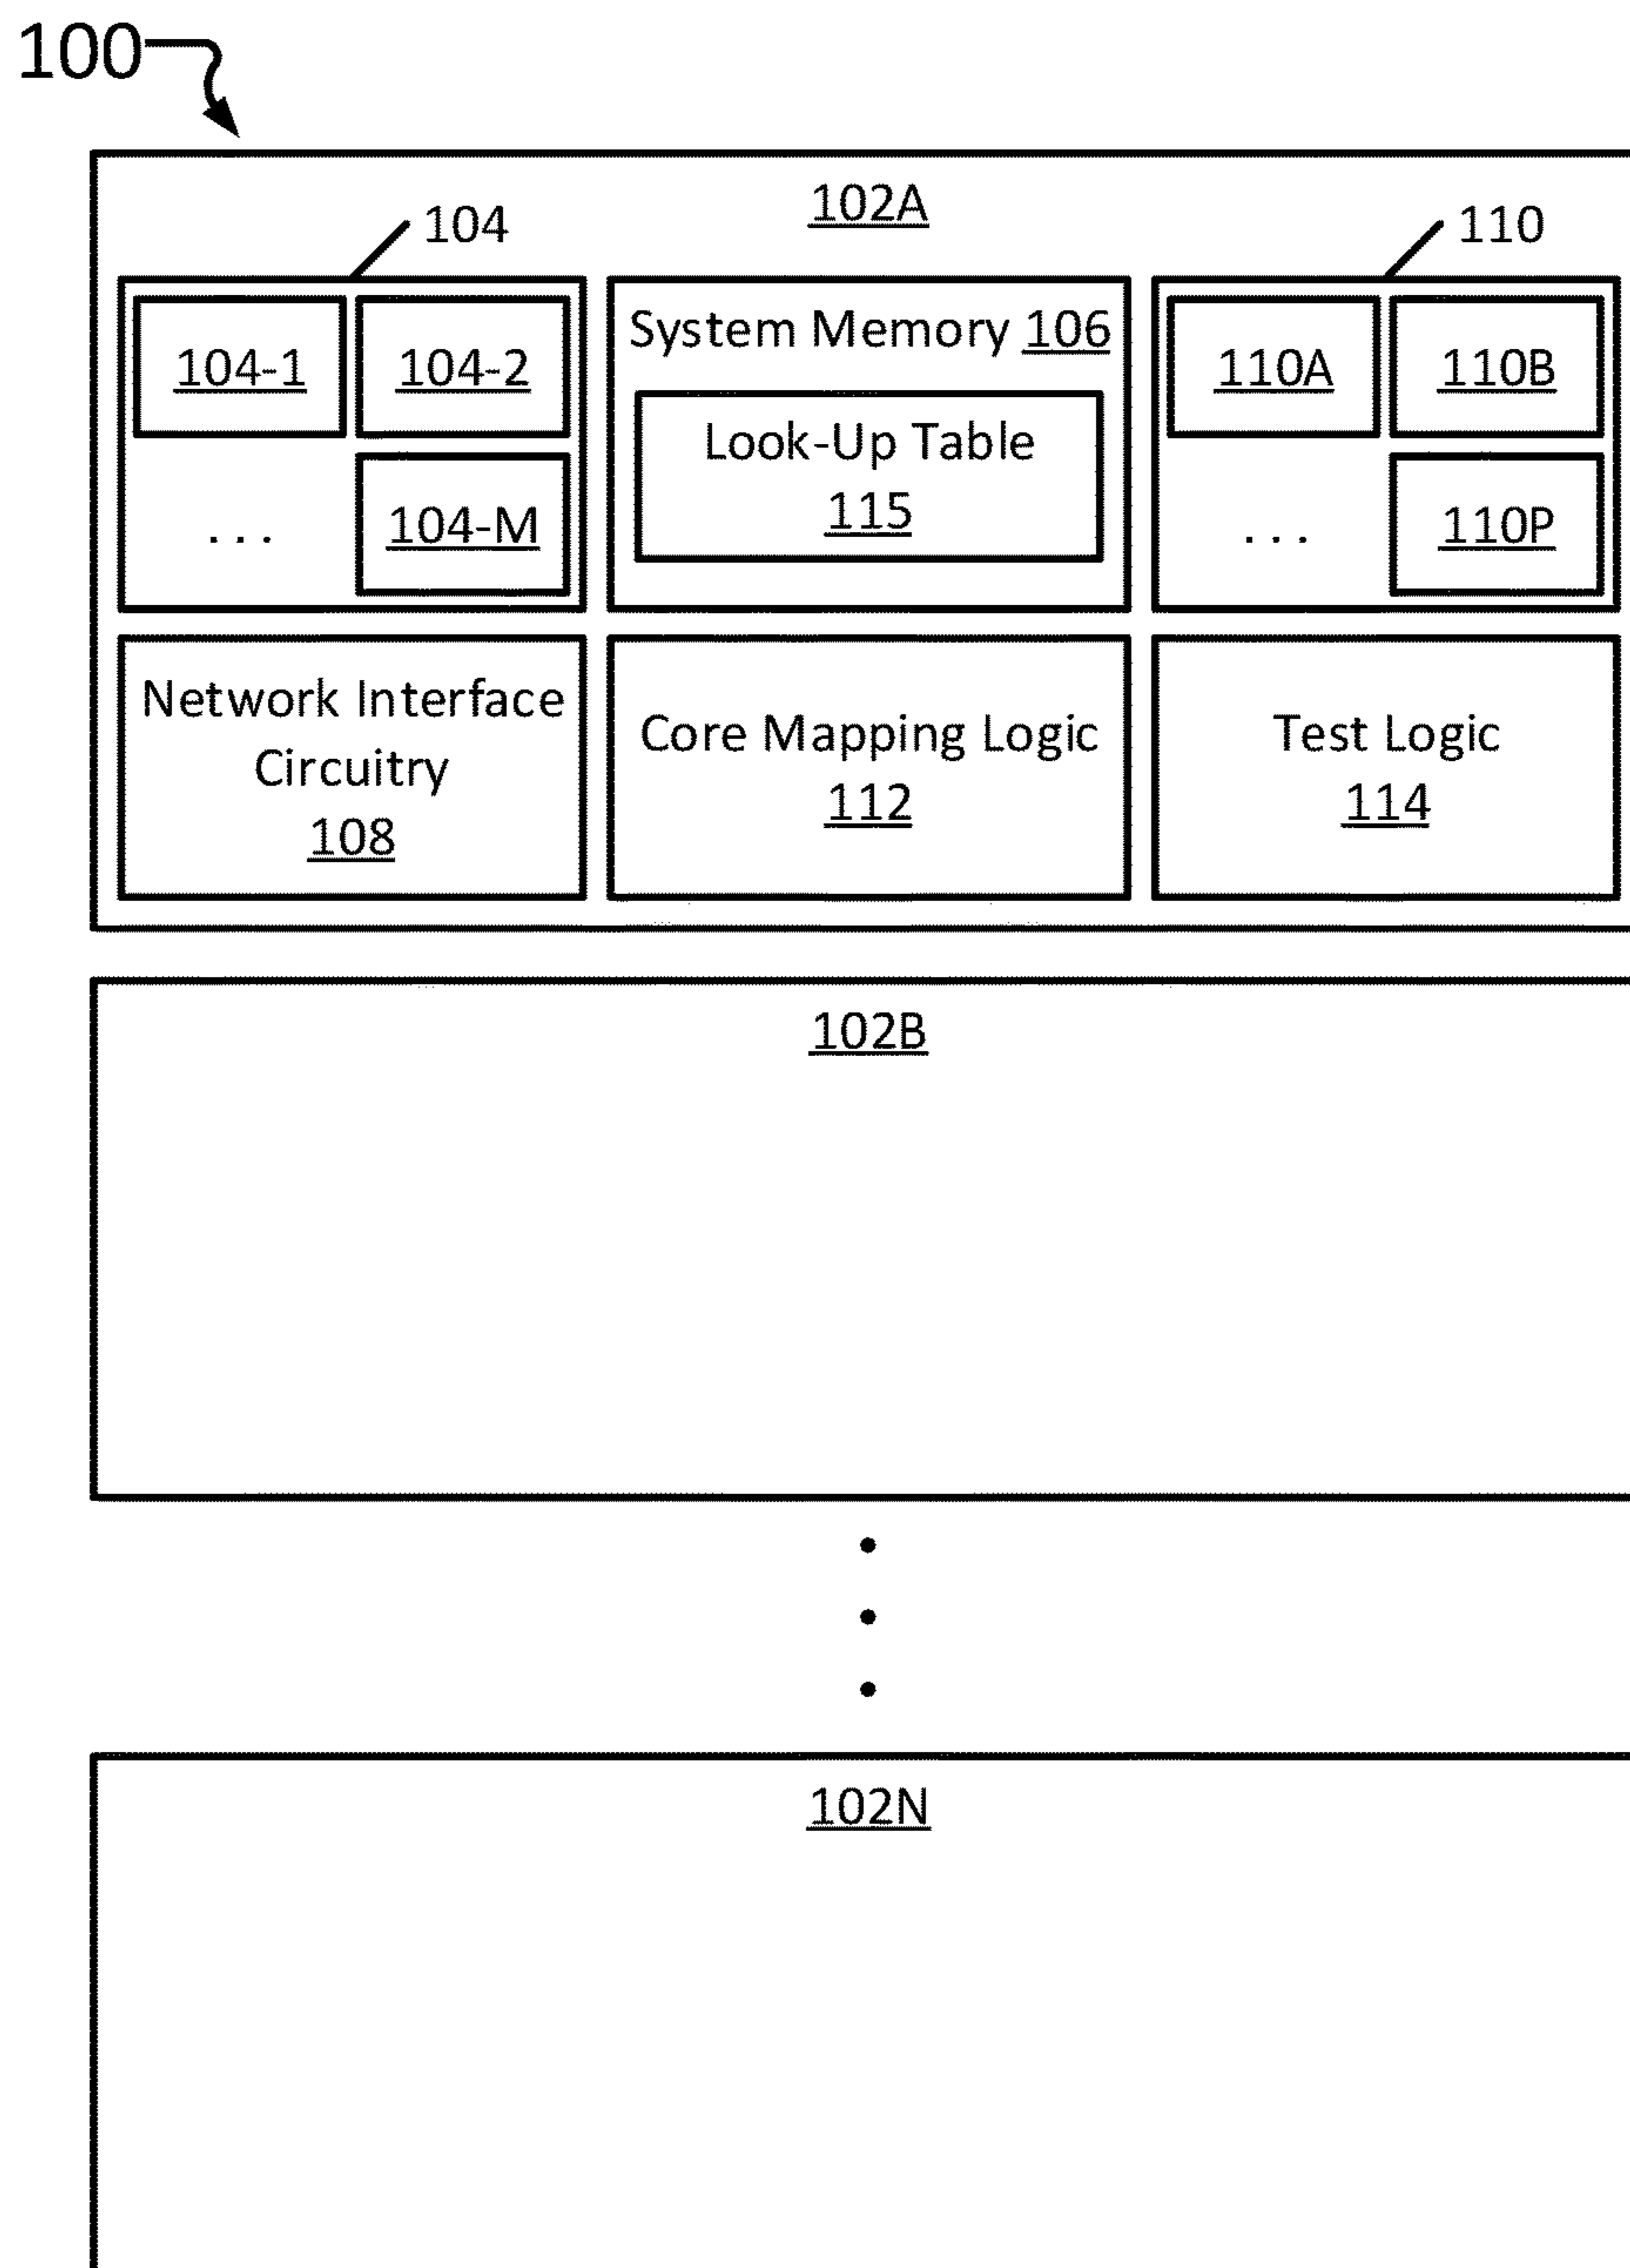 100
102A
104
110
104-1
104-2
. . .
104-M
System Memory 106
Look-Up Table
115
110A
110B
. . .
110P
Network Interface
Circuitry
108
Core Mapping Logic
112
Test Logic
114
102B
102N